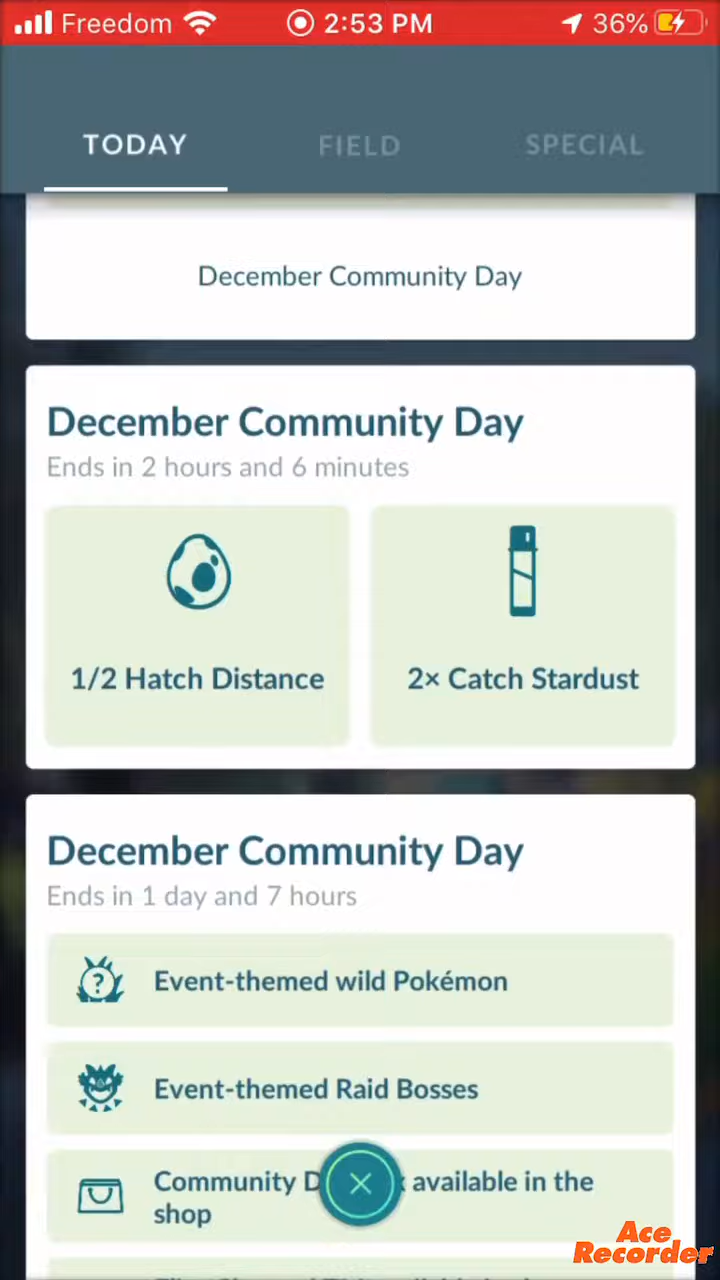 Freedom 2:53 PM 36%
TODAY FIELD SPECIAL
December Community Day
December Community Day
Ends in 2 hours and 6 minutes
1/2 Hatch Distance
2× Catch Stardust
December Community Day
Ends in 1 day and 7 hours
Event-themed wild Pokémon
Event-themed Raid Bosses
Community available in the
shop
Ace
Recorder